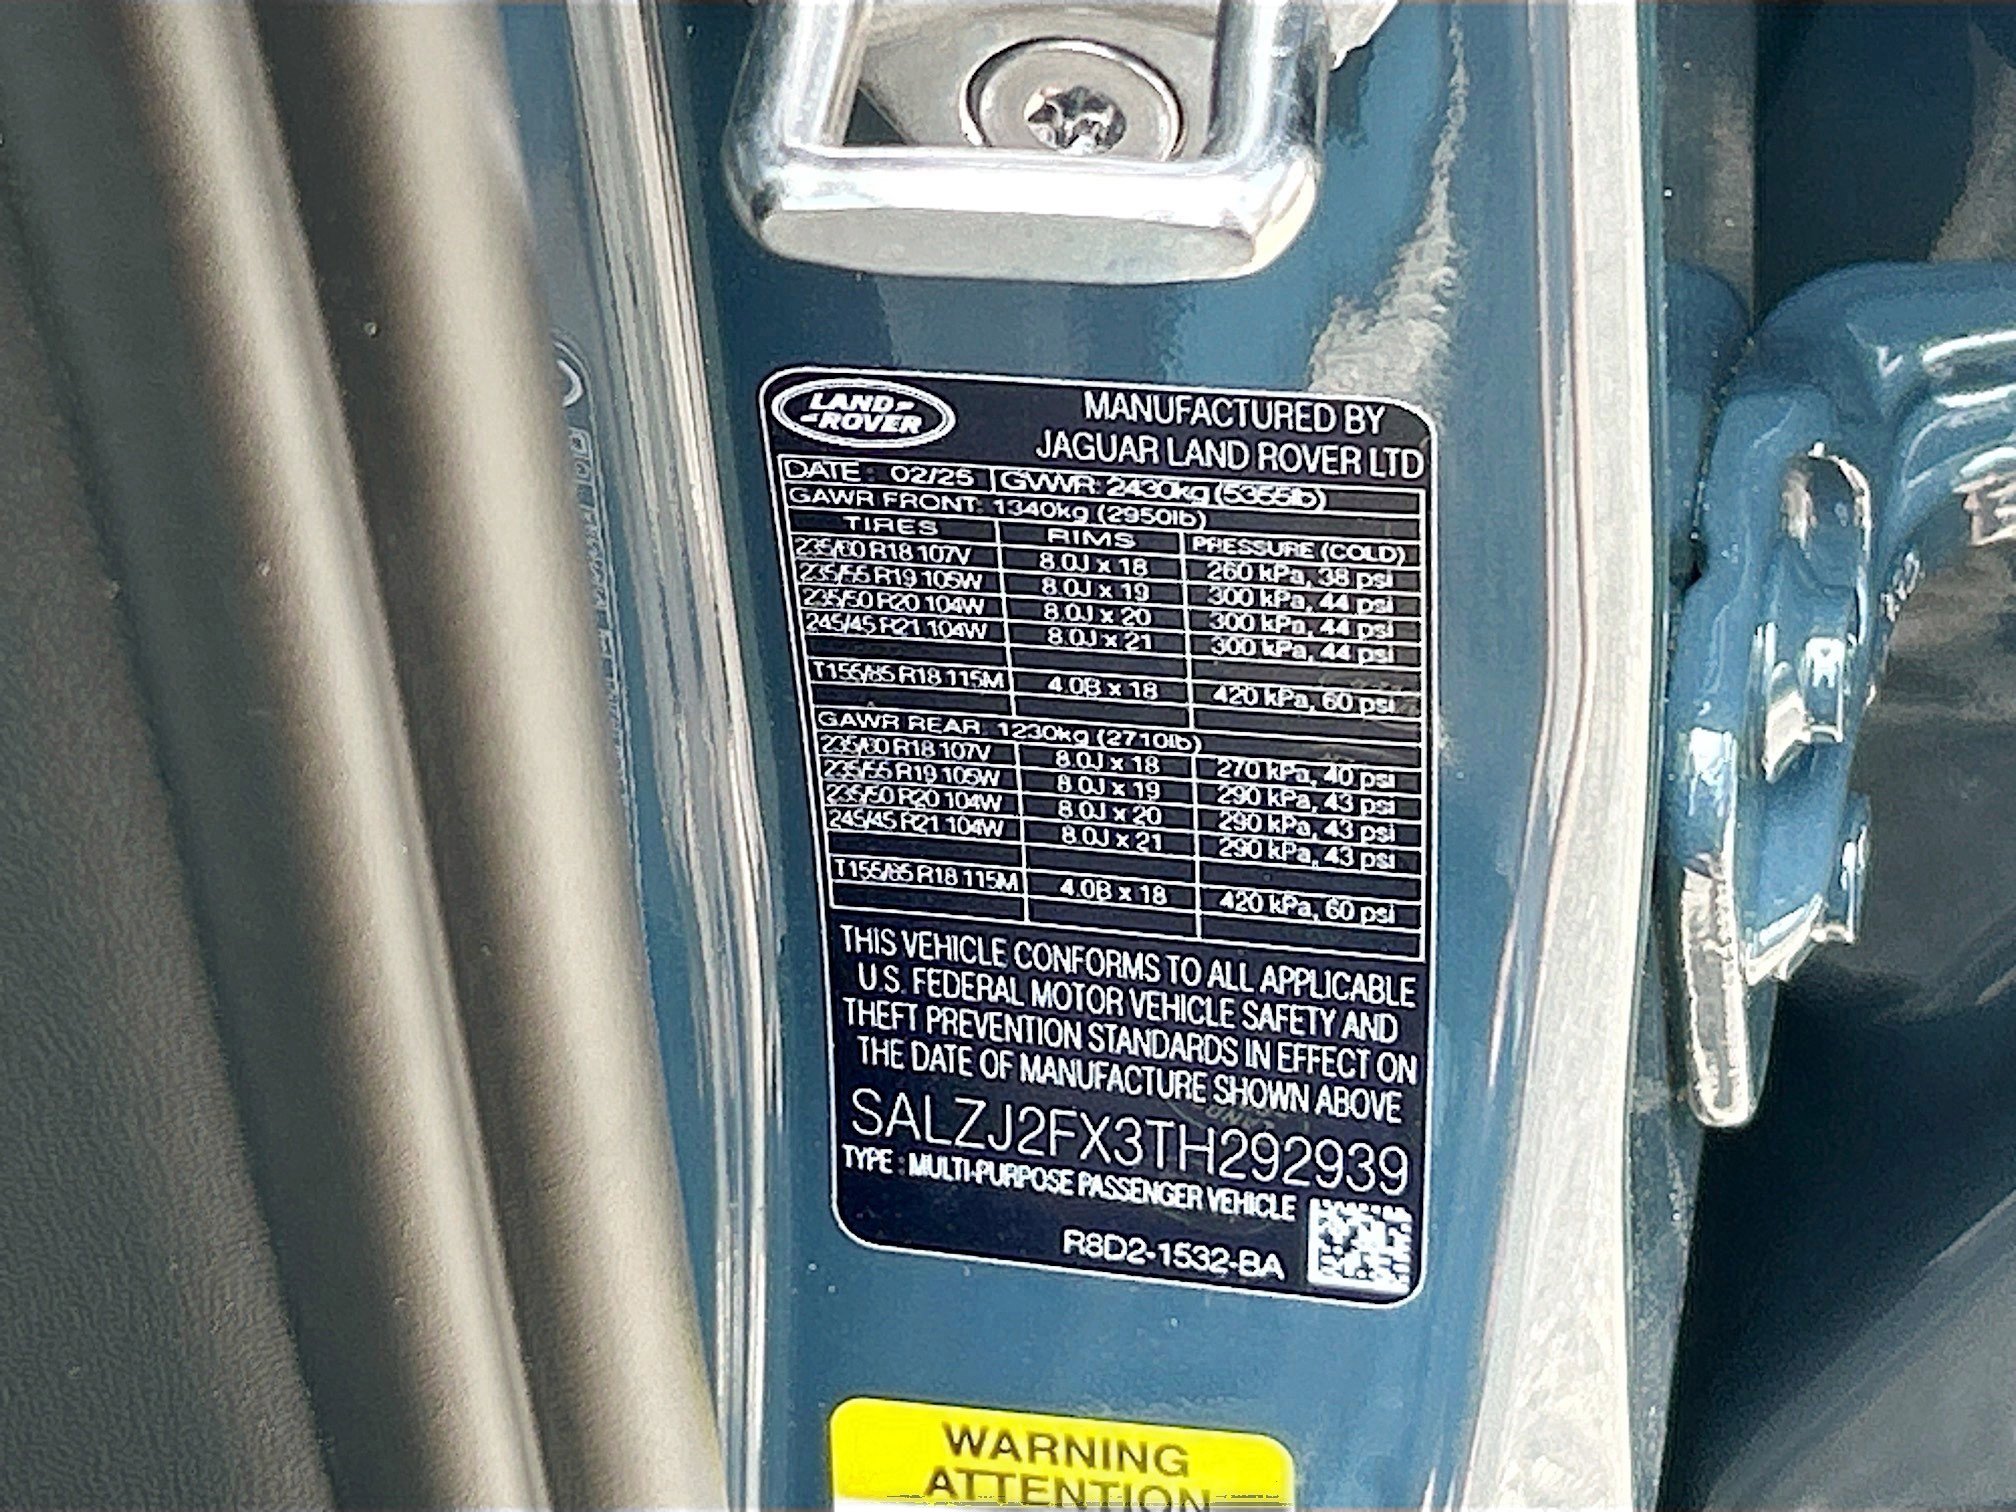 LAND
ROVER
MANUFACTURED BY
JAGUAR LAND ROVER LTD
DATE : 02/25 GVWR: 2430kg (5355lb)
GAWR FRONT: 1340kg (2950lb)
TIRES RIMS PRESSURE (COLD)
235/60 R18 107V 8.0J x 18 260 kPa, 38 psi
235/55 R19 105W 8.0J x 19 300 kPa, 44 psi
235/50 R20 104W 8.0J x 20 300 kPa, 44 psi
245/45 R21 104W 8.0J x 21 300 kPa, 44 psi
T155/85 R18 115M 4.0B x 18 420 kPa, 60 psi
GAWR REAR: 1230kg (2710lb)
235/60 R18 107V 8.0J x 18 270 kPa, 40 psi
235/55 R19 105W 8.0J x 19 290 kPa, 43 psi
235/50 R20 104W 8.0J x 20 290 kPa, 43 psi
245/45 R21 104W 8.0J x 21 290 kPa, 43 psi
T155/85 R18 115M 4.0B x 18 420 kPa, 60 psi
THIS VEHICLE CONFORMS TO ALL APPLICABLE
U.S. FEDERAL MOTOR VEHICLE SAFETY AND
THEFT PREVENTION STANDARDS IN EFFECT ON
THE DATE OF MANUFACTURE SHOWN ABOVE
SALZJ2FX3TH292939
TYPE : MULTI-PURPOSE PASSENGER VEHICLE
R8D2-1532-BA
WARNING
ATTENTION